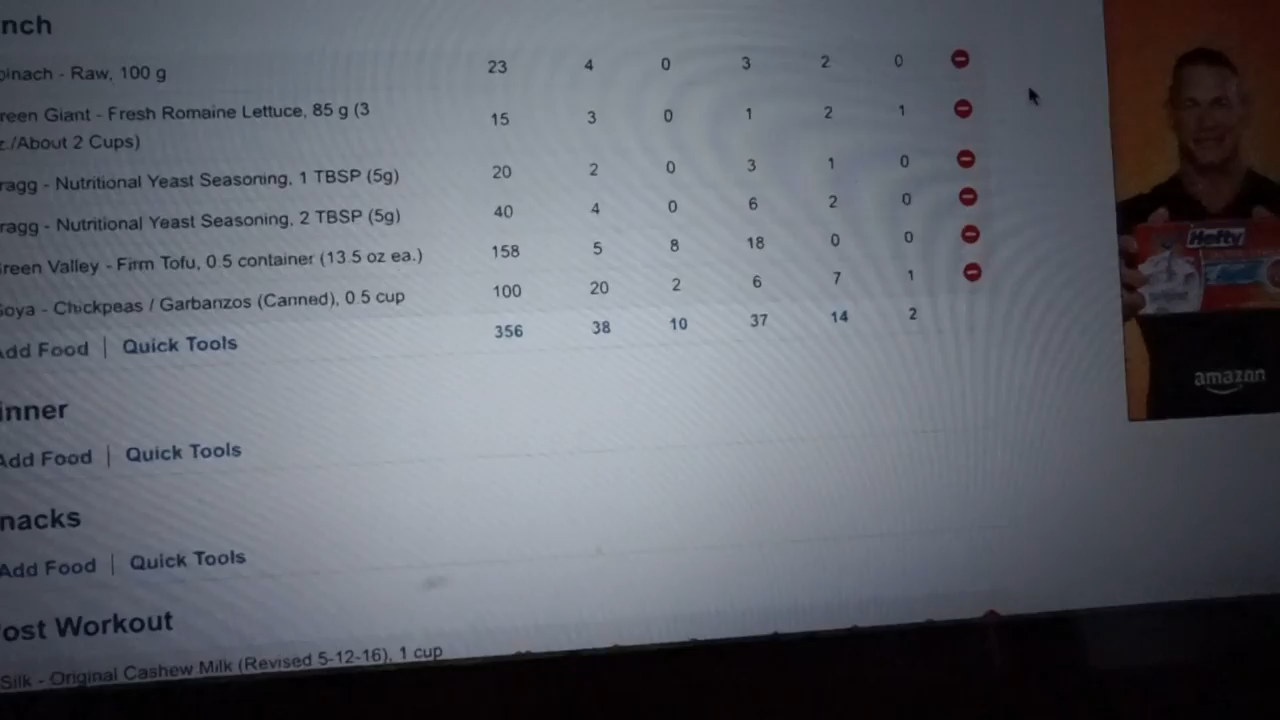 nch
pinach - Raw, 100 g 23 4 0 3 2 0
reen Giant - Fresh Romaine Lettuce, 85 g (3 15 3 0 1 2 1
z./About 2 Cups)
ragg - Nutritional Yeast Seasoning, 1 TBSP (5g) 20 2 0 3 1 0
ragg - Nutritional Yeast Seasoning, 2 TBSP (5g) 40 4 0 6 2 0
reen Valley - Firm Tofu, 0.5 container (13.5 oz ea.) 158 5 8 18 0 0
Goya - Chickpeas / Garbanzos (Canned), 0.5 cup 100 20 2 6 7 1
Add Food | Quick Tools 356 38 10 37 14 2
inner
Add Food | Quick Tools
nacks
Add Food | Quick Tools
ost Workout
Silk - Original Cashew Milk (Revised 5-12-16), 1 cup
Hefty
amazon